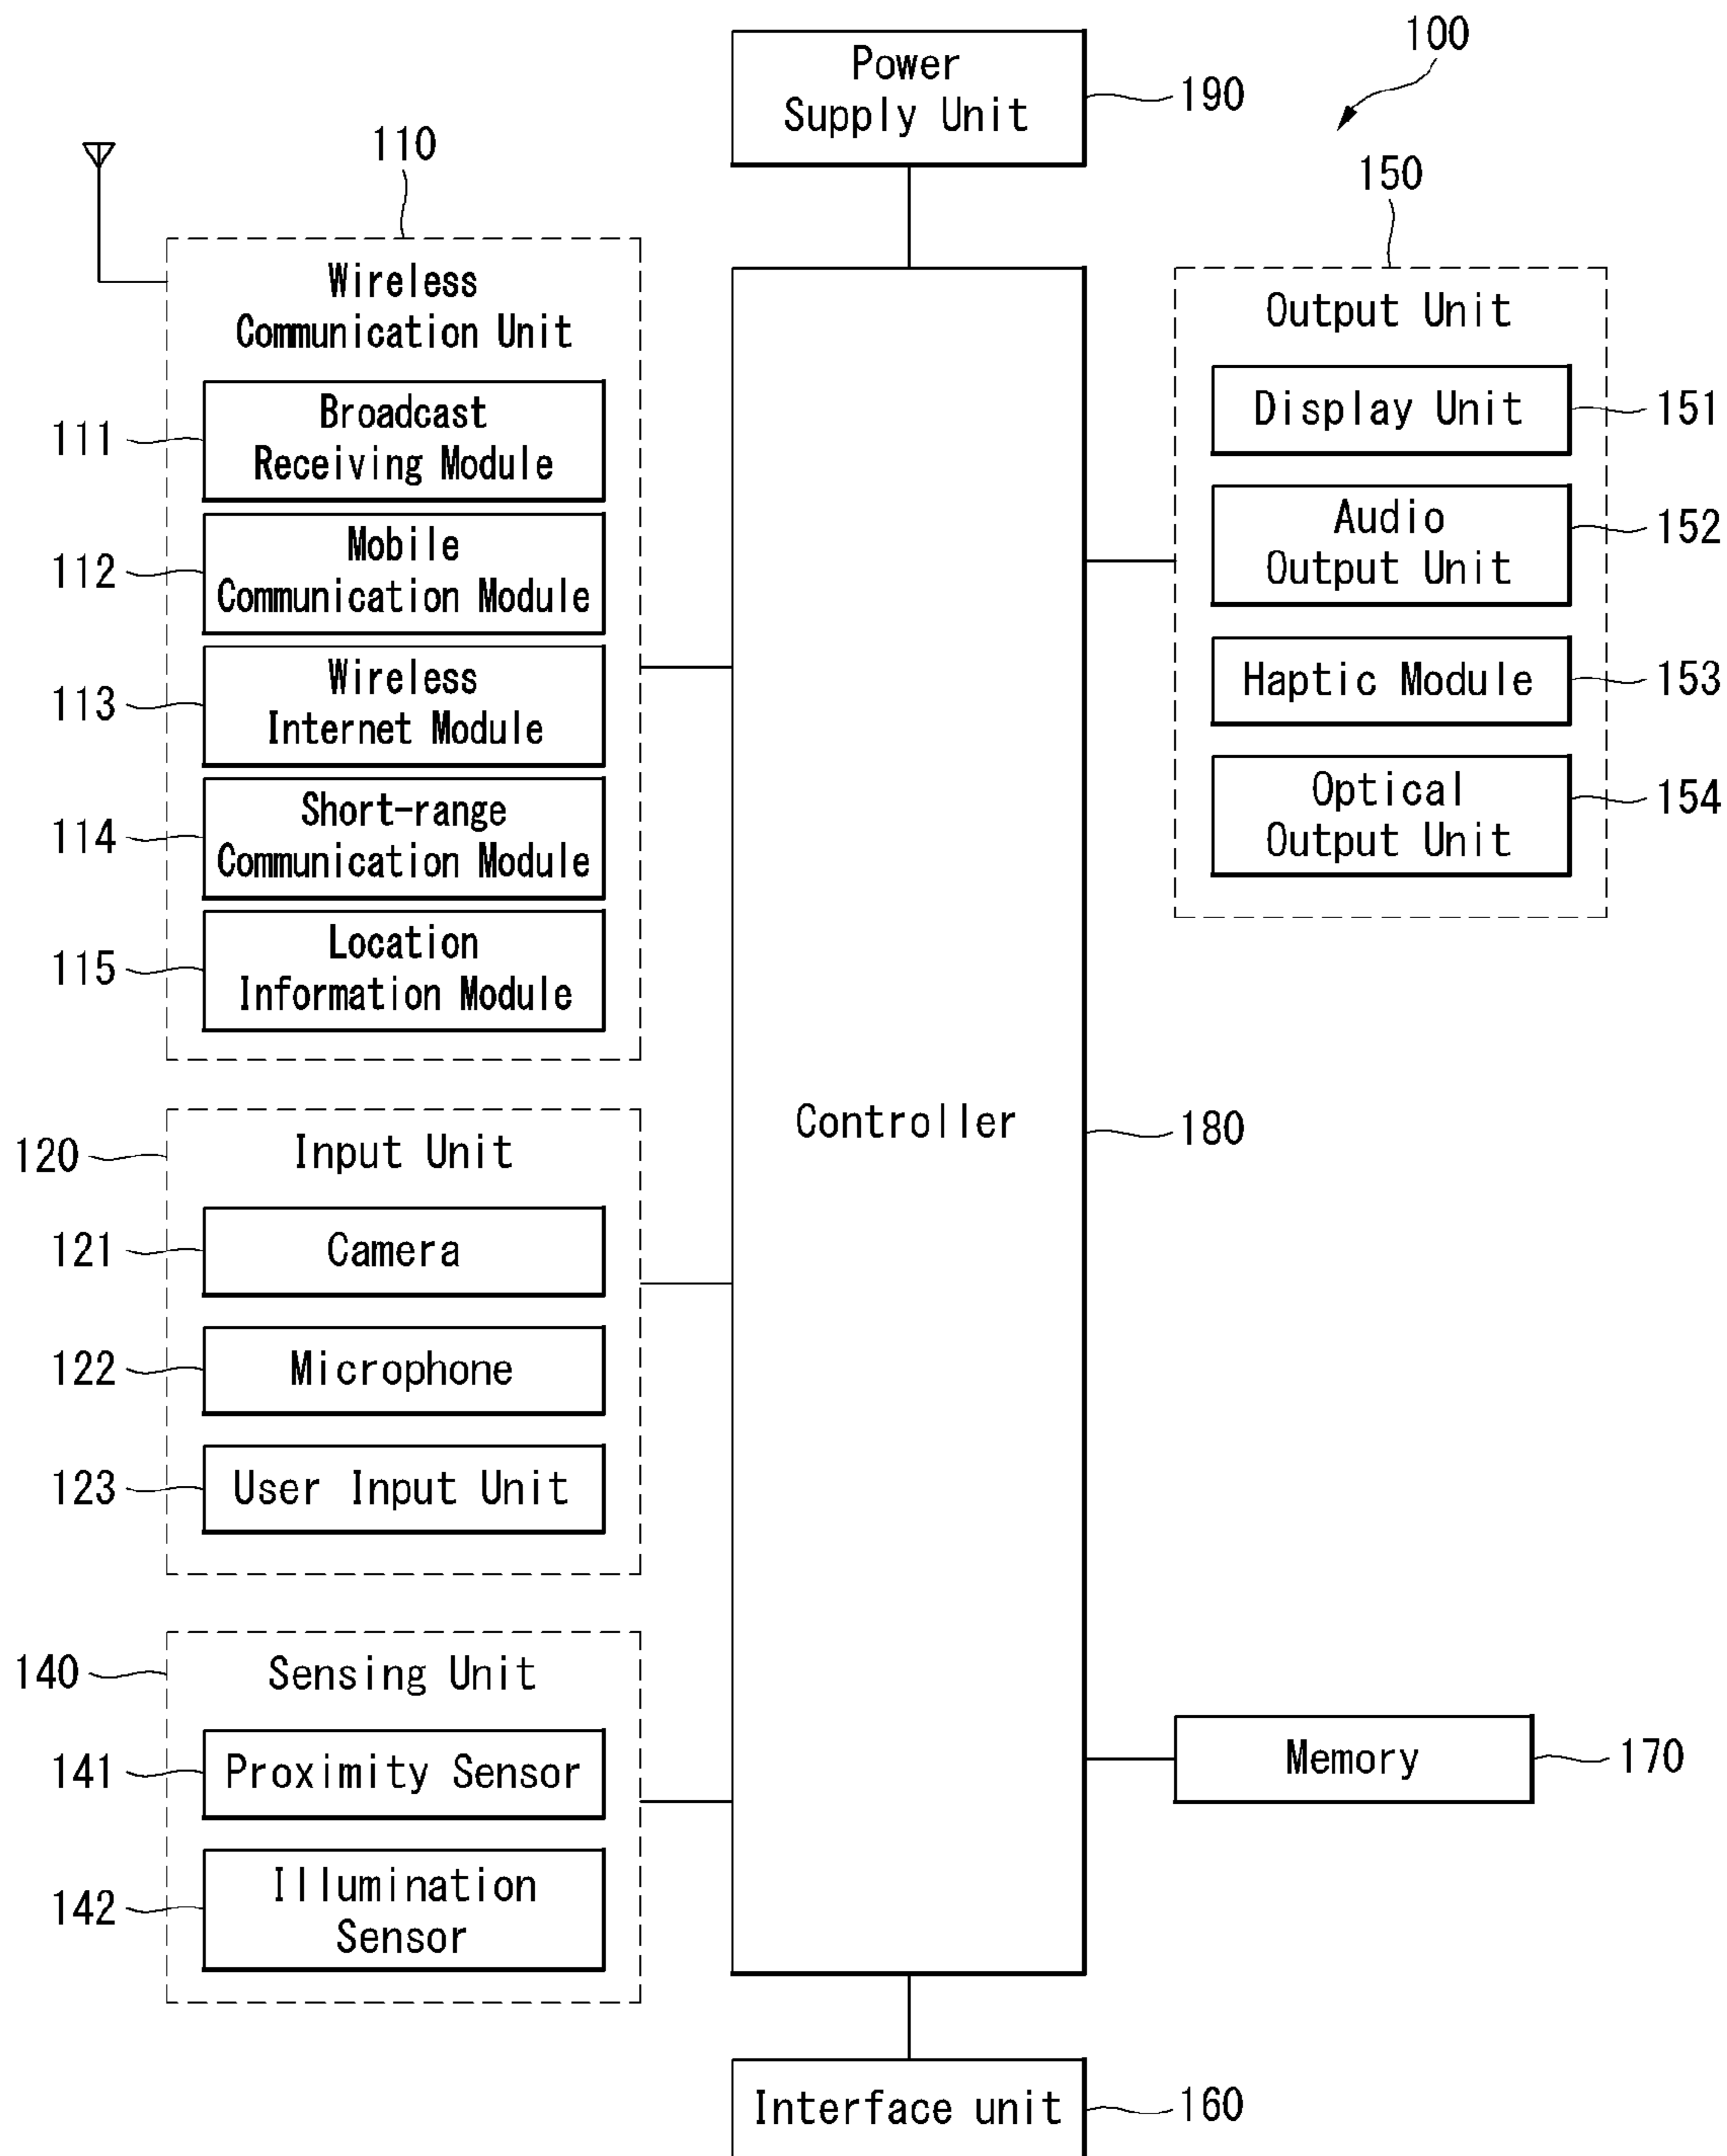 100
Power
Supply Unit
190
110
Wireless
Communication Unit
111
Broadcast
Receiving Module
112
Mobile
Communication Module
113
Wireless
Internet Module
114
Short-range
Communication Module
115
Location
Information Module
120
Input Unit
121
Camera
122
Microphone
123
User Input Unit
140
Sensing Unit
141
Proximity Sensor
142
Illumination
Sensor
Controller
180
150
Output Unit
Display Unit
151
Audio
Output Unit
152
Haptic Module
153
Optical
Output Unit
154
Memory
170
Interface unit
160